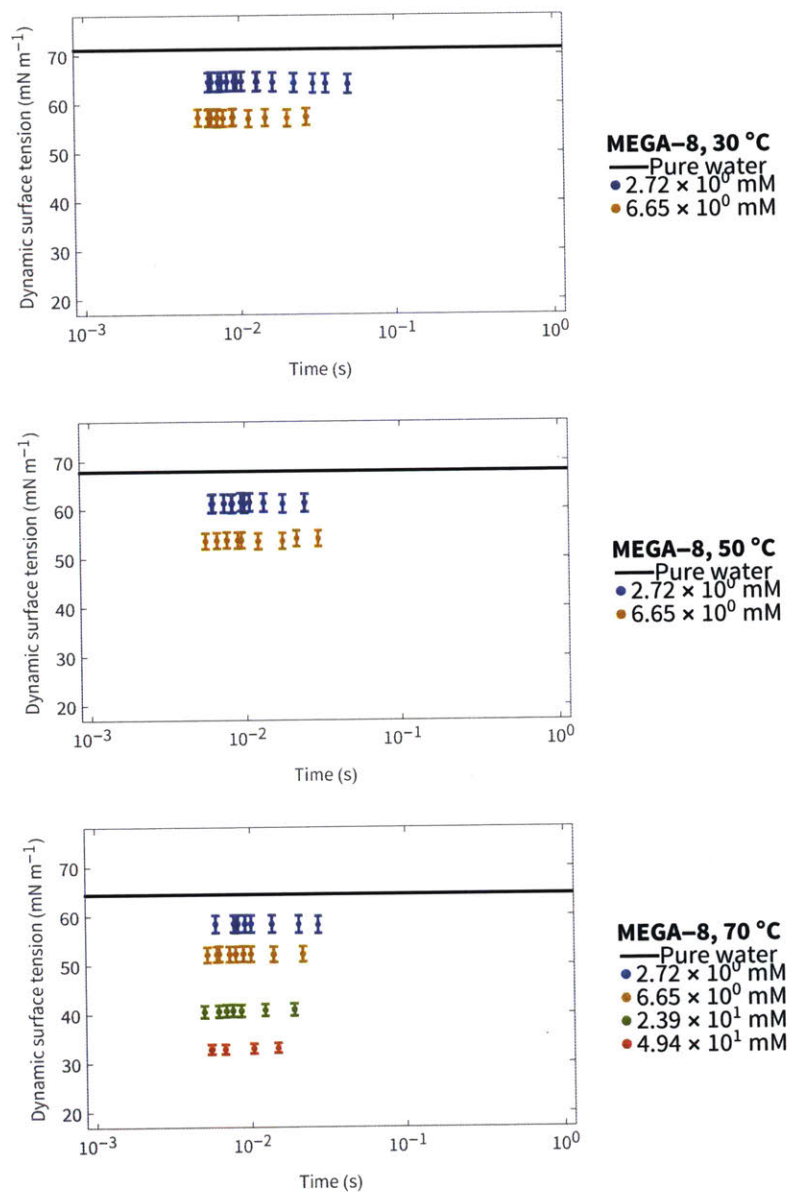 Dynamic surface tension (mN m⁻¹)
70
60
50
40
30
20
10⁻³
10⁻²
10⁻¹
10⁰
Time (s)
MEGA–8, 30 °C
Pure water
2.72 × 10⁰ mM
6.65 × 10⁰ mM
Dynamic surface tension (mN m⁻¹)
70
60
50
40
30
20
10⁻³
10⁻²
10⁻¹
10⁰
Time (s)
MEGA–8, 50 °C
Pure water
2.72 × 10⁰ mM
6.65 × 10⁰ mM
Dynamic surface tension (mN m⁻¹)
70
60
50
40
30
20
10⁻³
10⁻²
10⁻¹
10⁰
Time (s)
MEGA–8, 70 °C
Pure water
2.72 × 10⁰ mM
6.65 × 10⁰ mM
2.39 × 10¹ mM
4.94 × 10¹ mM